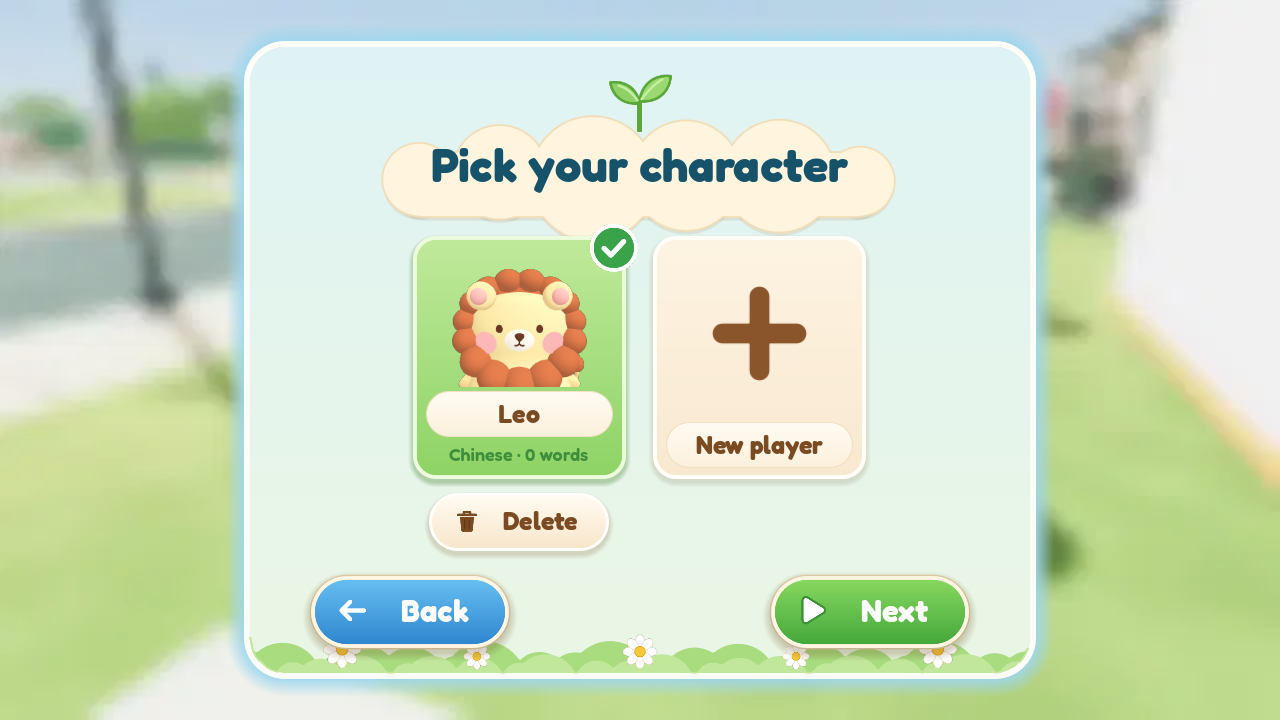 Pick your character
Leo
Chinese · 0 words
New player
Delete
Back
Next